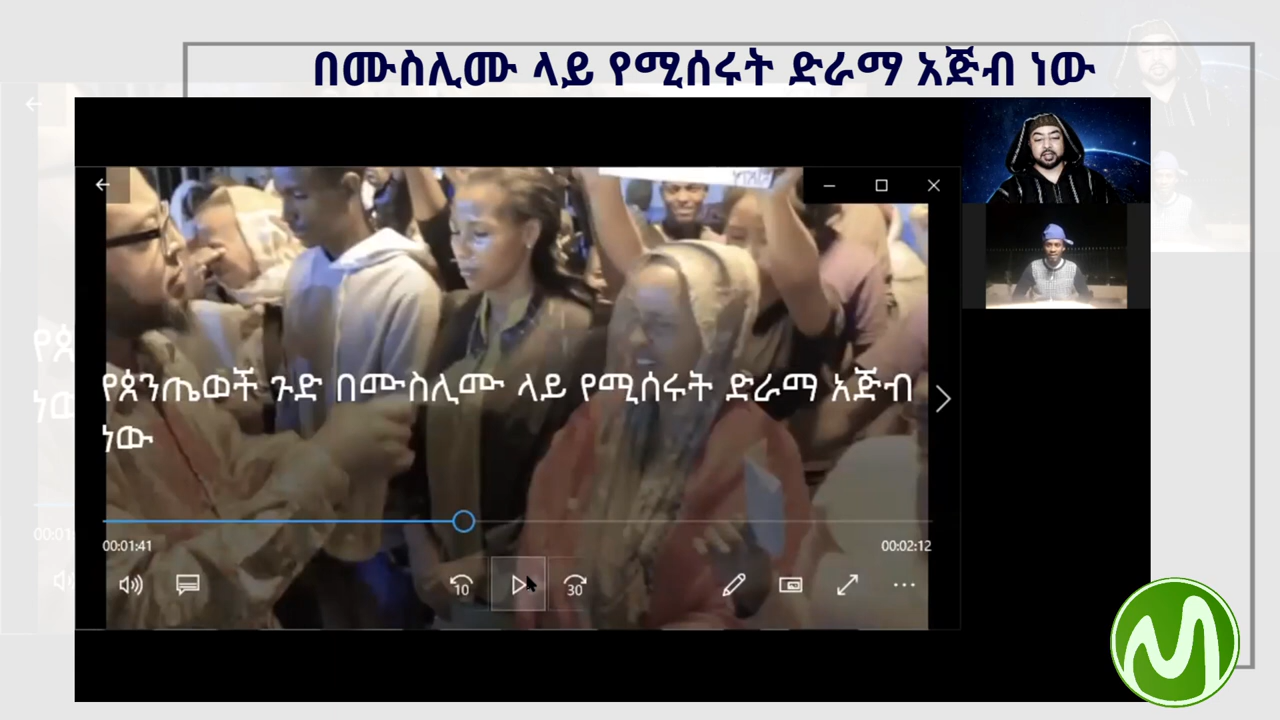 በሙስሊሙ ላይ የሚሰሩት ድራማ አጅብ ነው
የጰንጤወች ጉድ በሙስሊሙ ላይ የሚሰሩት ድራማ አጅብ
ነው
00:01:41
00:02:12
10
30